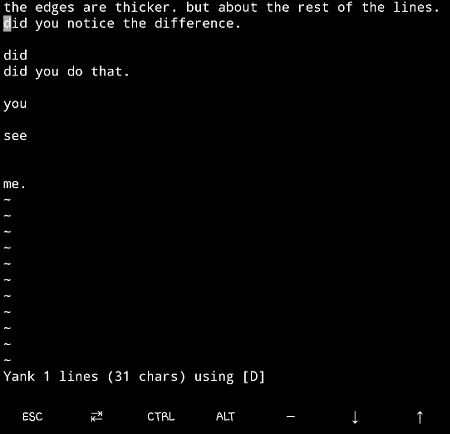 the edges are thicker. but about the rest of the lines.
did you notice the difference.
did
did you do that.
you
see
me.
~
~
~
~
~
~
~
~
~
~
~
Yank 1 lines (31 chars) using [D]
ESC ⇄ CTRL ALT – ↓ ↑